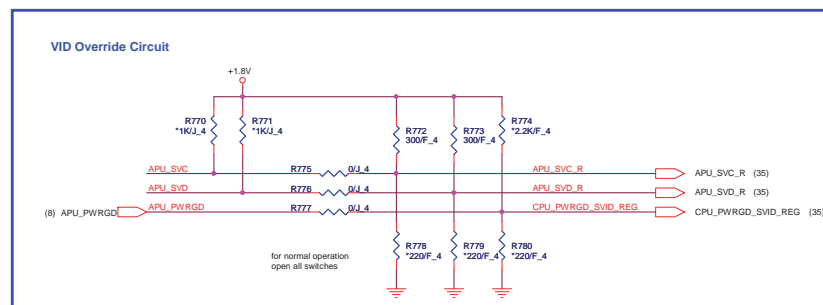 VID Override Circuit
+1.8V
R770
*1K/J_4
R771
*1K/J_4
R772
300/F_4
R773
300/F_4
R774
*2.2K/F_4
APU_SVC
R775
0/J_4
APU_SVC_R
APU_SVC_R (35)
APU_SVD
R776
0/J_4
APU_SVD_R
APU_SVD_R (35)
(8) APU_PWRGD
APU_PWRGD
R777
0/J_4
CPU_PWRGD_SVID_REG
CPU_PWRGD_SVID_REG (35)
R778
*220/F_4
R779
*220/F_4
R780
*220/F_4
for normal operation
open all switches